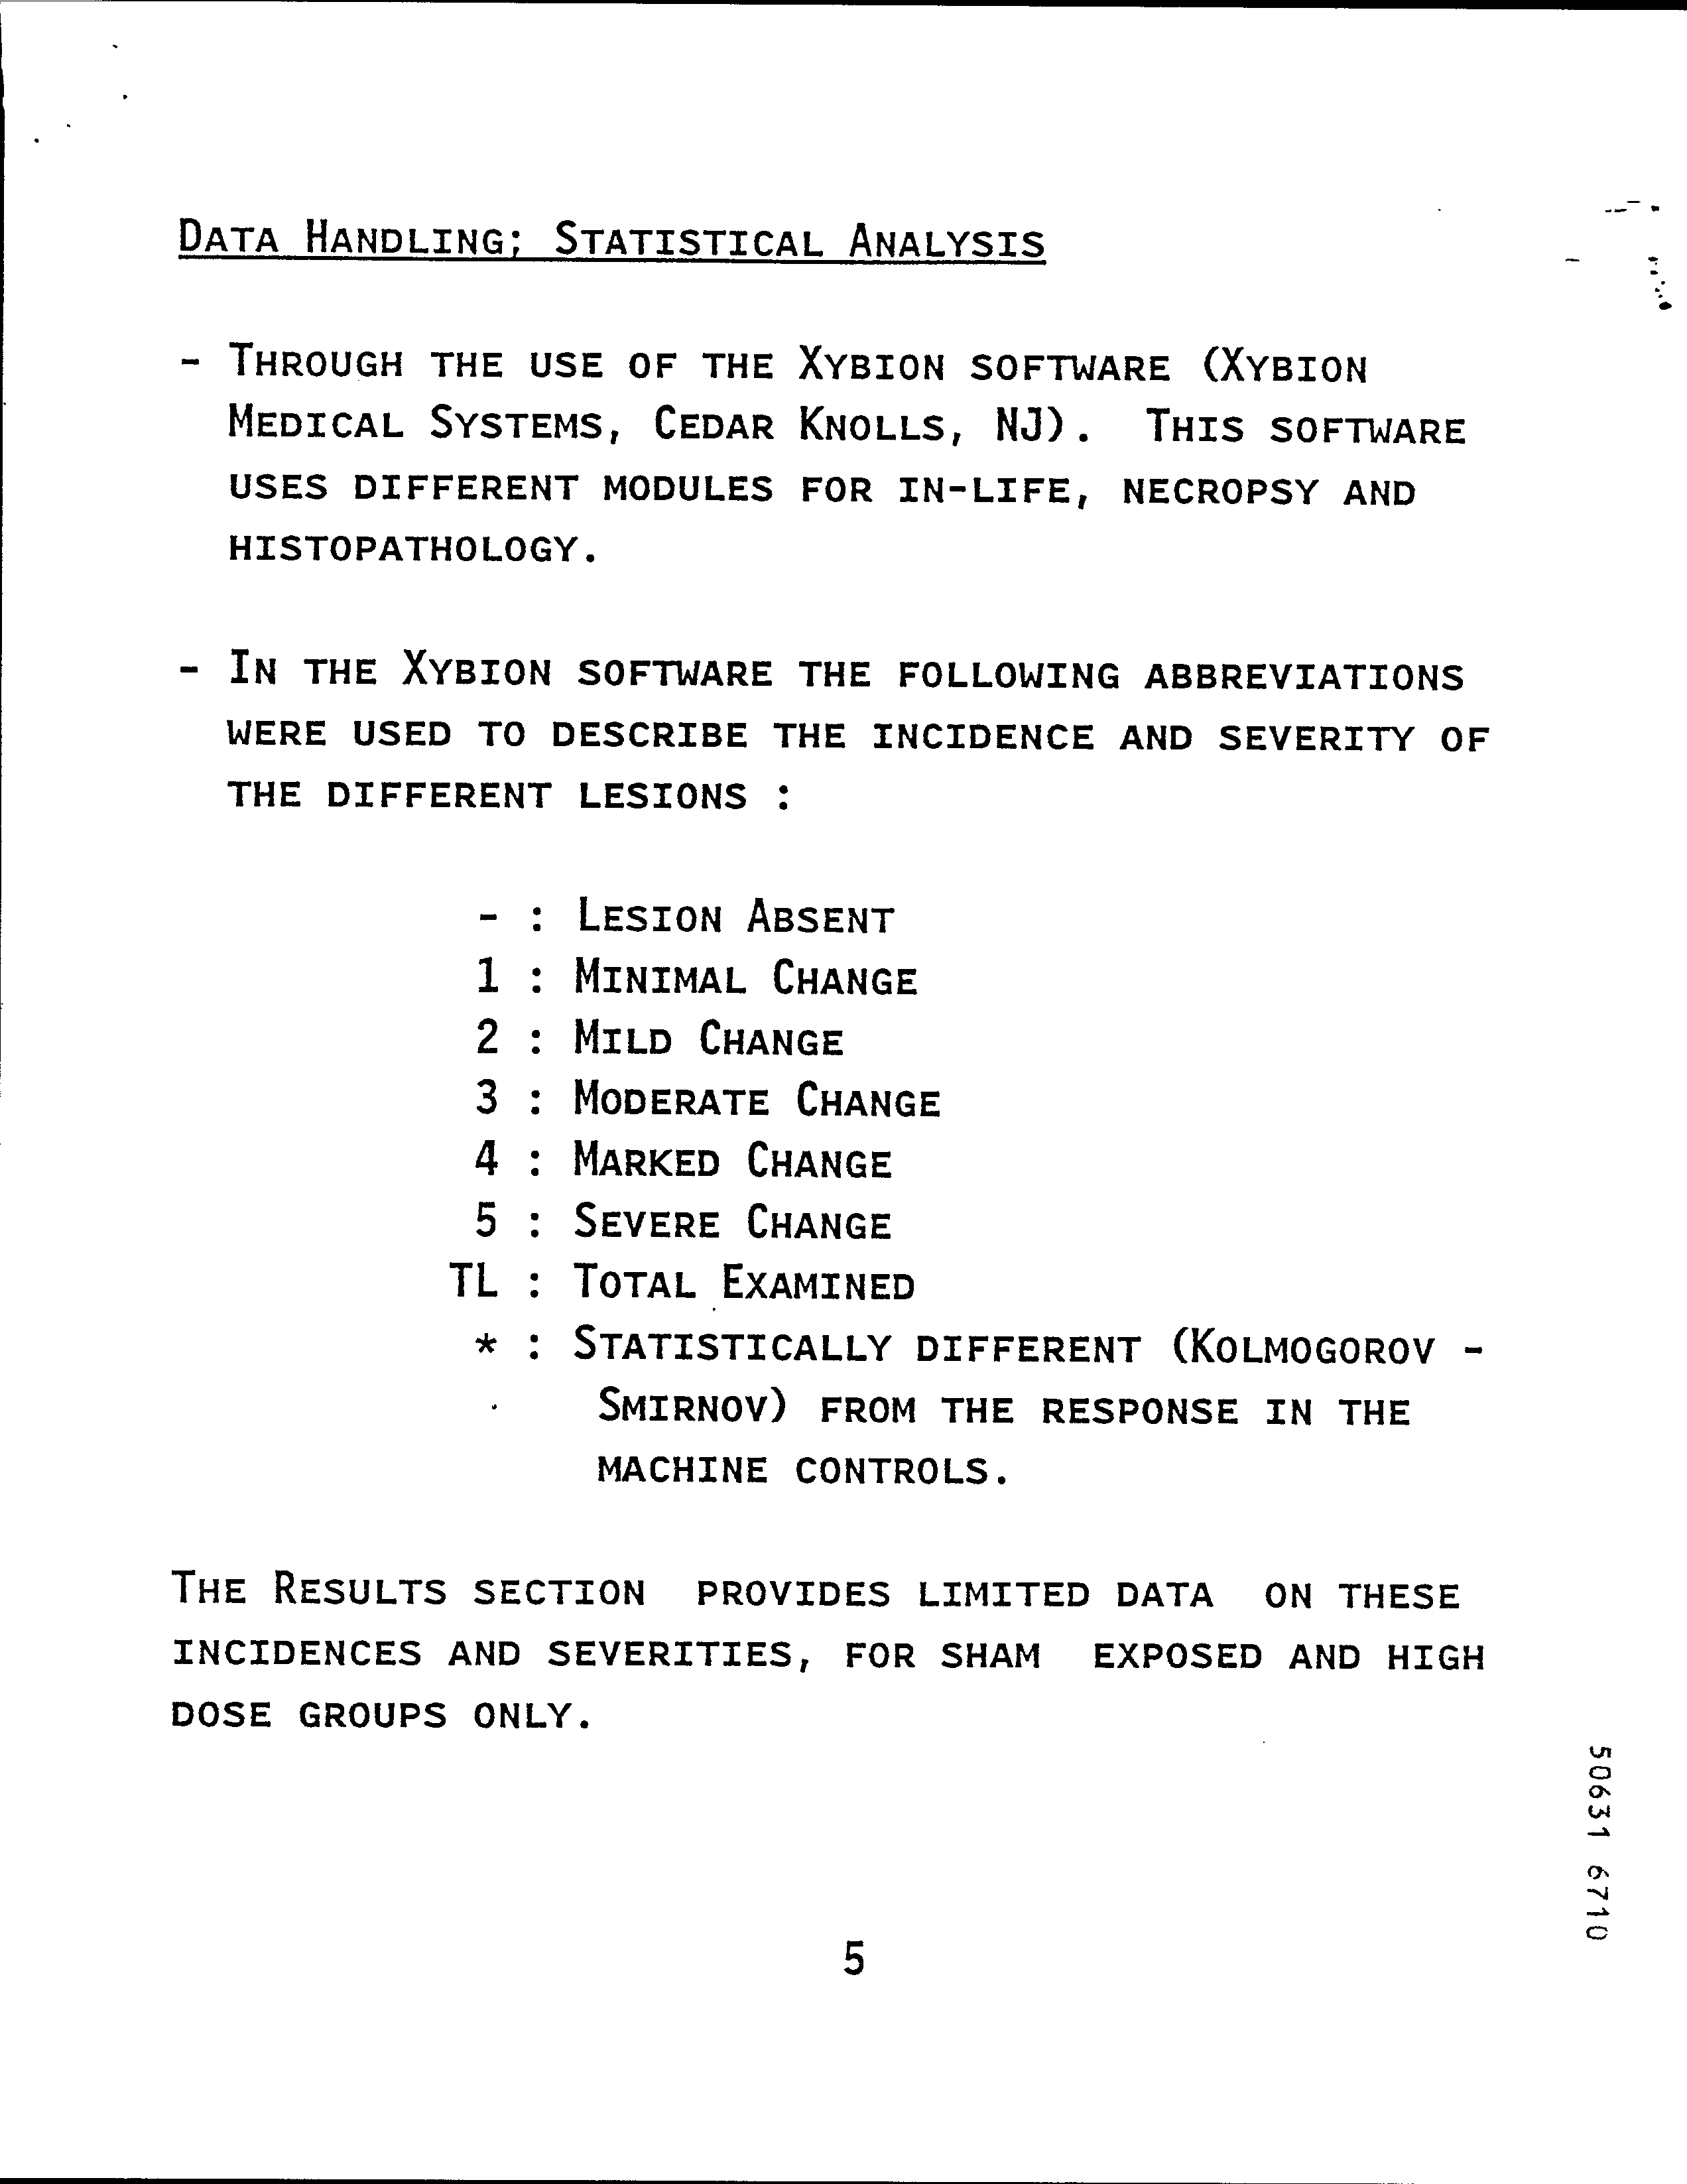 DATA HANDLING; STATISTICAL ANALYSIS
- THROUGH THE USE OF THE XYBION SOFTWARE (XYBION
MEDICAL SYSTEMS, CEDAR KNOLLS, NJ). THIS SOFTWARE
USES DIFFERENT MODULES FOR IN-LIFE, NECROPSY AND
HISTOPATHOLOGY.
- IN THE XYBION SOFTWARE THE FOLLOWING ABBREVIATIONS
WERE USED TO DESCRIBE THE INCIDENCE AND SEVERITY OF
THE DIFFERENT LESIONS :
- : LESION ABSENT
1 : MINIMAL CHANGE
2 : MILD CHANGE
3 : MODERATE CHANGE
4 : MARKED CHANGE
5 : SEVERE CHANGE
TL : TOTAL EXAMINED
* : STATISTICALLY DIFFERENT (KOLMOGOROV -
SMIRNOV) FROM THE RESPONSE IN THE
MACHINE CONTROLS.
THE RESULTS SECTION PROVIDES LIMITED DATA ON THESE
INCIDENCES AND SEVERITIES, FOR SHAM EXPOSED AND HIGH
DOSE GROUPS ONLY.
50631 6710
5